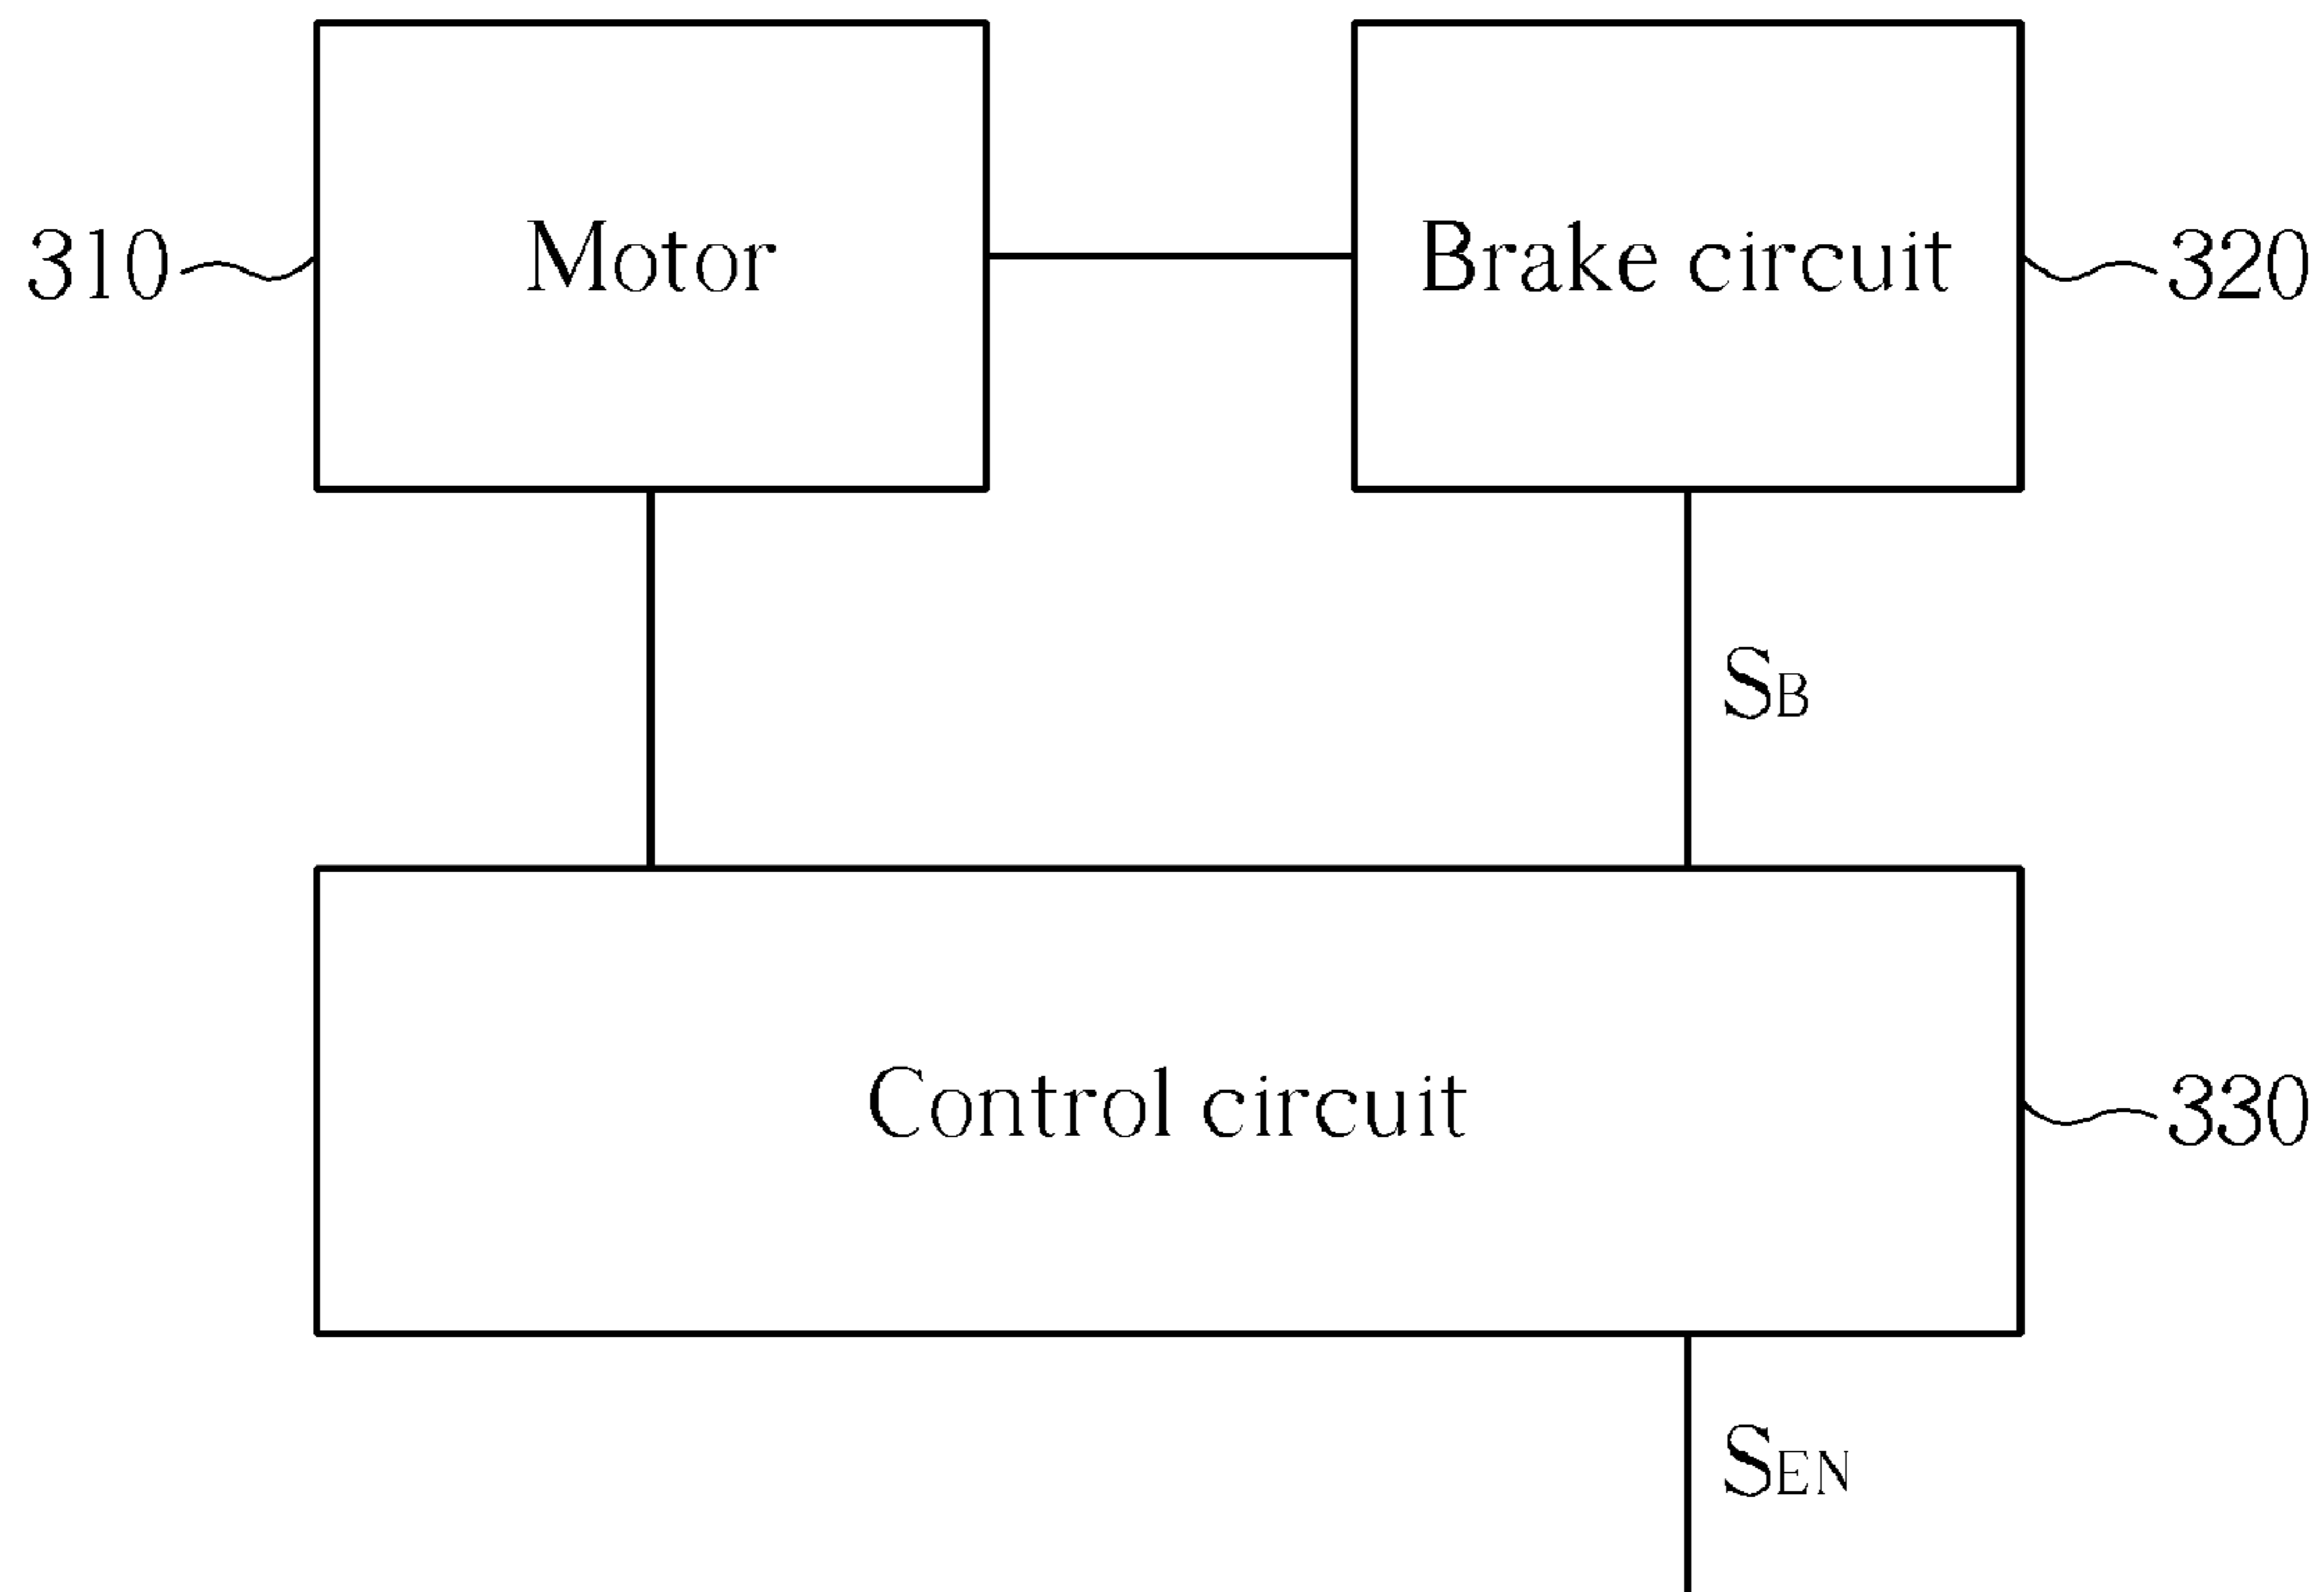 310 Motor Brake circuit 320
SB
Control circuit 330
SEN